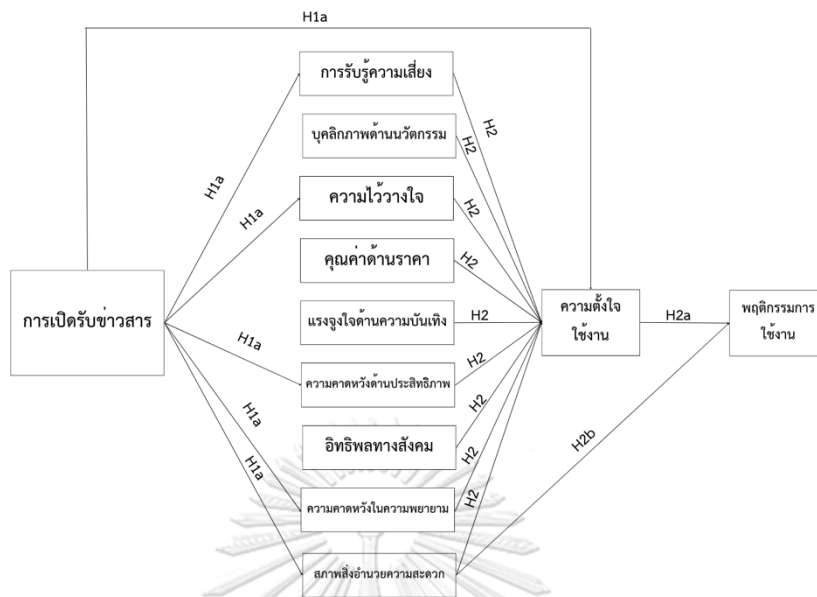 H1a
การรับรู้ความเสี่ยง
H2
บุคลิกภาพด้านนวัตกรรม
H2
H1a
ความไว้วางใจ
H2
H1a
คุณค่าด้านราคา
H2
การเปิดรับข่าวสาร
แรงจูงใจด้านความบันเทิง
H2
ความตั้งใจ
ใช้งาน
H2a
พฤติกรรมการ
ใช้งาน
H1a
ความคาดหวังด้านประสิทธิภาพ
H2
H1a
อิทธิพลทางสังคม
H2
H1a
ความคาดหวังในความพยายาม
H2
H2
H2b
สภาพสิ่งอำนวยความสะดวก